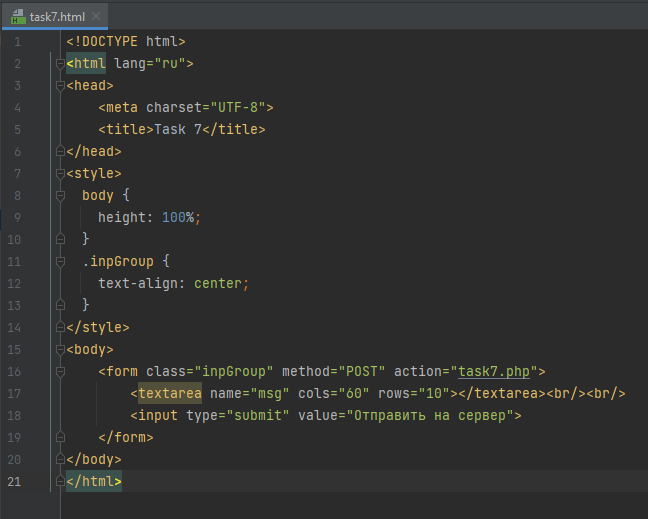 task7.html
1 <!DOCTYPE html>
2 <html lang="ru">
3 <head>
4     <meta charset="UTF-8">
5     <title>Task 7</title>
6 </head>
7 <style>
8   body {
9     height: 100%;
10   }
11   .inpGroup {
12     text-align: center;
13   }
14 </style>
15 <body>
16     <form class="inpGroup" method="POST" action="task7.php">
17         <textarea name="msg" cols="60" rows="10"></textarea><br/><br/>
18         <input type="submit" value="Отправить на сервер">
19     </form>
20 </body>
21 </html>